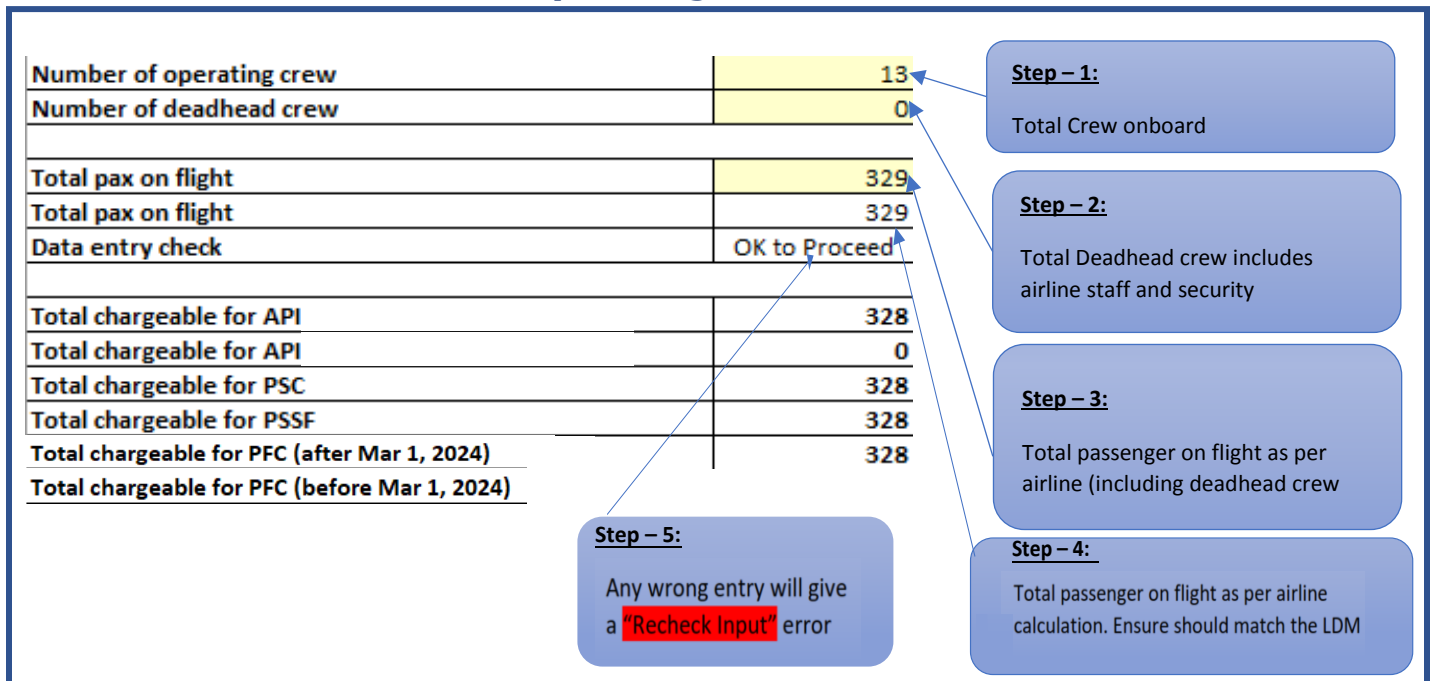 Number of operating crew 13
Number of deadhead crew 0
Total pax on flight 329
Total pax on flight 329
Data entry check OK to Proceed
Total chargeable for API 328
Total chargeable for API 0
Total chargeable for PSC 328
Total chargeable for PSSF 328
Total chargeable for PFC (after Mar 1, 2024) 328
Total chargeable for PFC (before Mar 1, 2024)
Step – 1:
Total Crew onboard
Step – 2:
Total Deadhead crew includes
airline staff and security
Step – 3:
Total passenger on flight as per
airline (including deadhead crew
Step – 4:
Total passenger on flight as per airline
calculation. Ensure should match the LDM
Step – 5:
Any wrong entry will give
a "Recheck Input" error